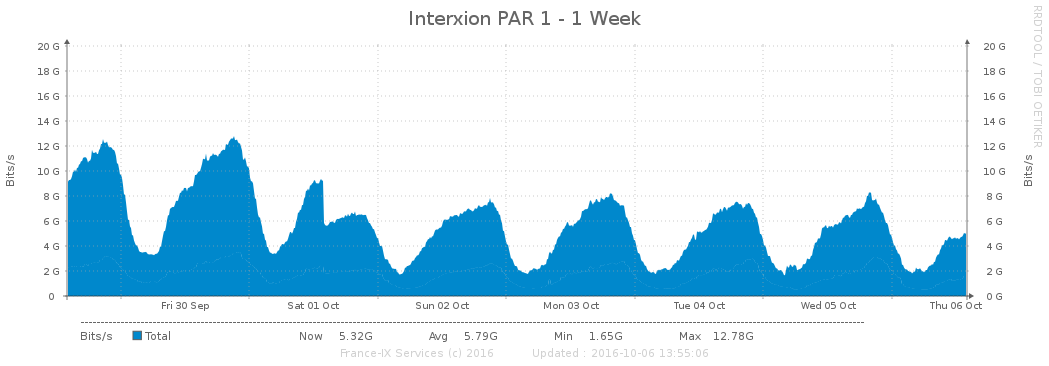 Interxion PAR 1 - 1 Week
RRDTOOL / TOBI OETIKER
Bits/s
Bits/s
20 G 20 G
18 G 18 G
16 G 16 G
14 G 14 G
12 G 12 G
10 G 10 G
8 G 8 G
6 G 6 G
4 G 4 G
2 G 2 G
0 0 G
Fri 30 Sep Sat 01 Oct Sun 02 Oct Mon 03 Oct Tue 04 Oct Wed 05 Oct Thu 06 Oct
Bits/s Total Now 5.32G Avg 5.79G Min 1.65G Max 12.78G
France-IX Services (c) 2016 Updated : 2016-10-06 13:55:06